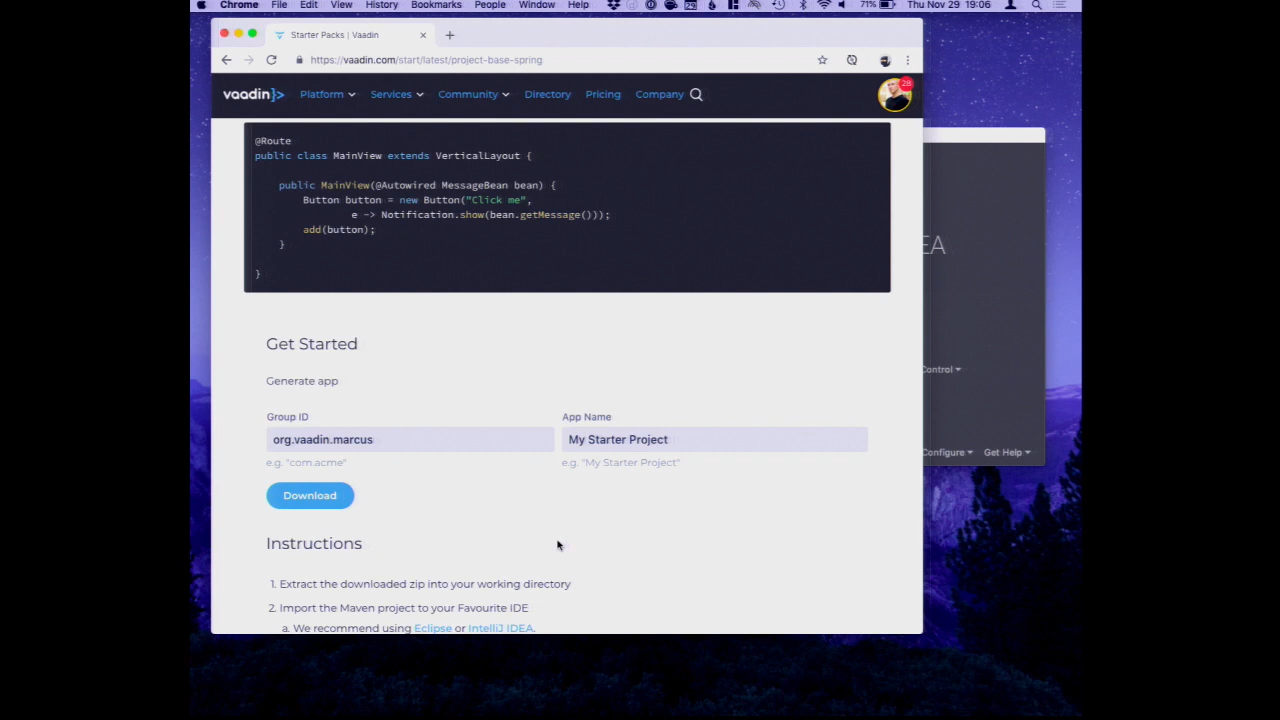 Chrome File Edit View History Bookmarks People Window Help 71% Thu Nov 29 19:06
Starter Packs | Vaadin
https://vaadin.com/start/latest/project-base-spring
vaadin}> Platform Services Community Directory Pricing Company 28
@Route
public class MainView extends VerticalLayout {
public MainView(@Autowired MessageBean bean) {
Button button = new Button("Click me",
e -> Notification.show(bean.getMessage()));
add(button);
}
}
EA
Get Started
Control
Generate app
Group ID App Name
org.vaadin.marcus My Starter Project
e.g. "com.acme" e.g. "My Starter Project"
Configure Get Help
Download
Instructions
1. Extract the downloaded zip into your working directory
2. Import the Maven project to your Favourite IDE
a. We recommend using Eclipse or IntelliJ IDEA.